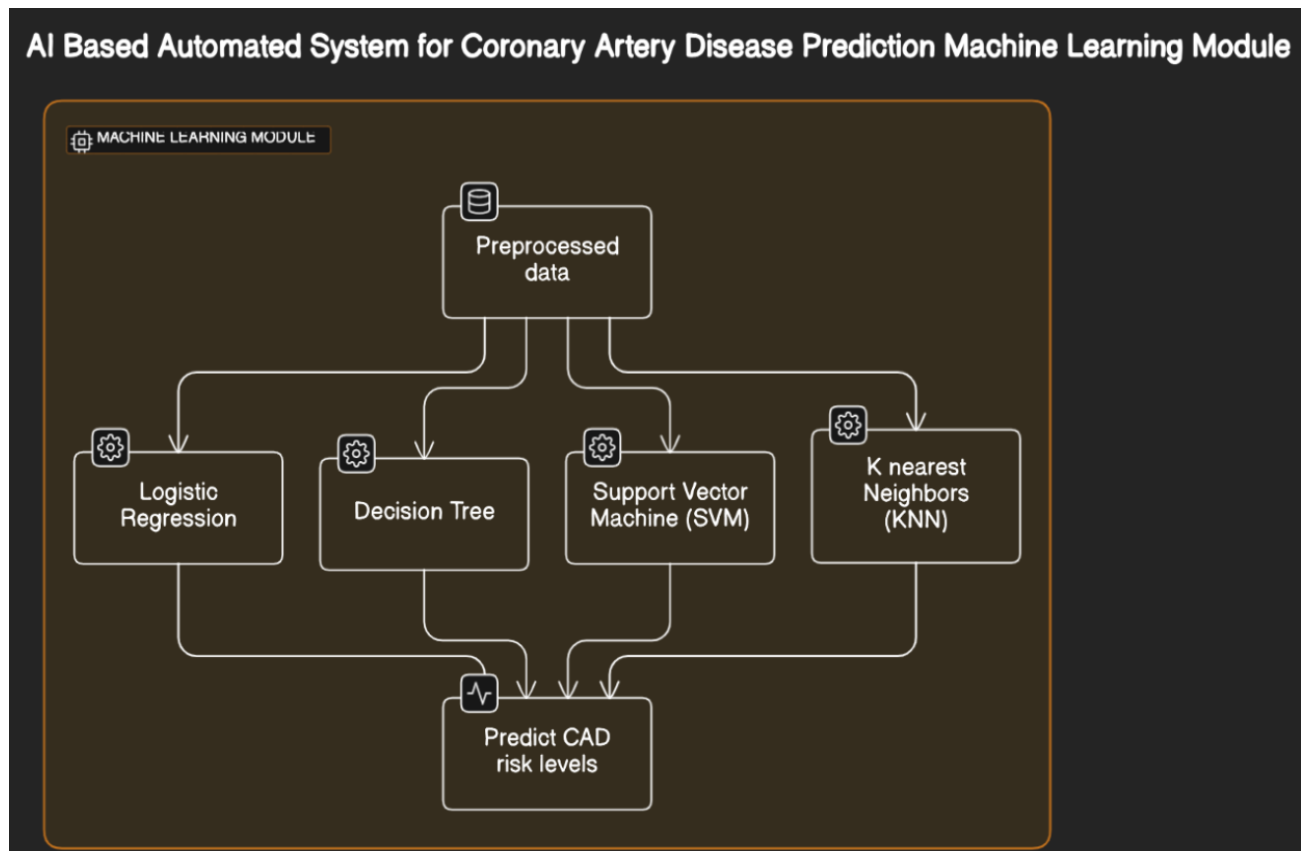 AI Based Automated System for Coronary Artery Disease Prediction Machine Learning Module
MACHINE LEARNING MODULE
Preprocessed
data
Logistic
Regression
Decision Tree
Support Vector
Machine (SVM)
K nearest
Neighbors
(KNN)
Predict CAD
risk levels